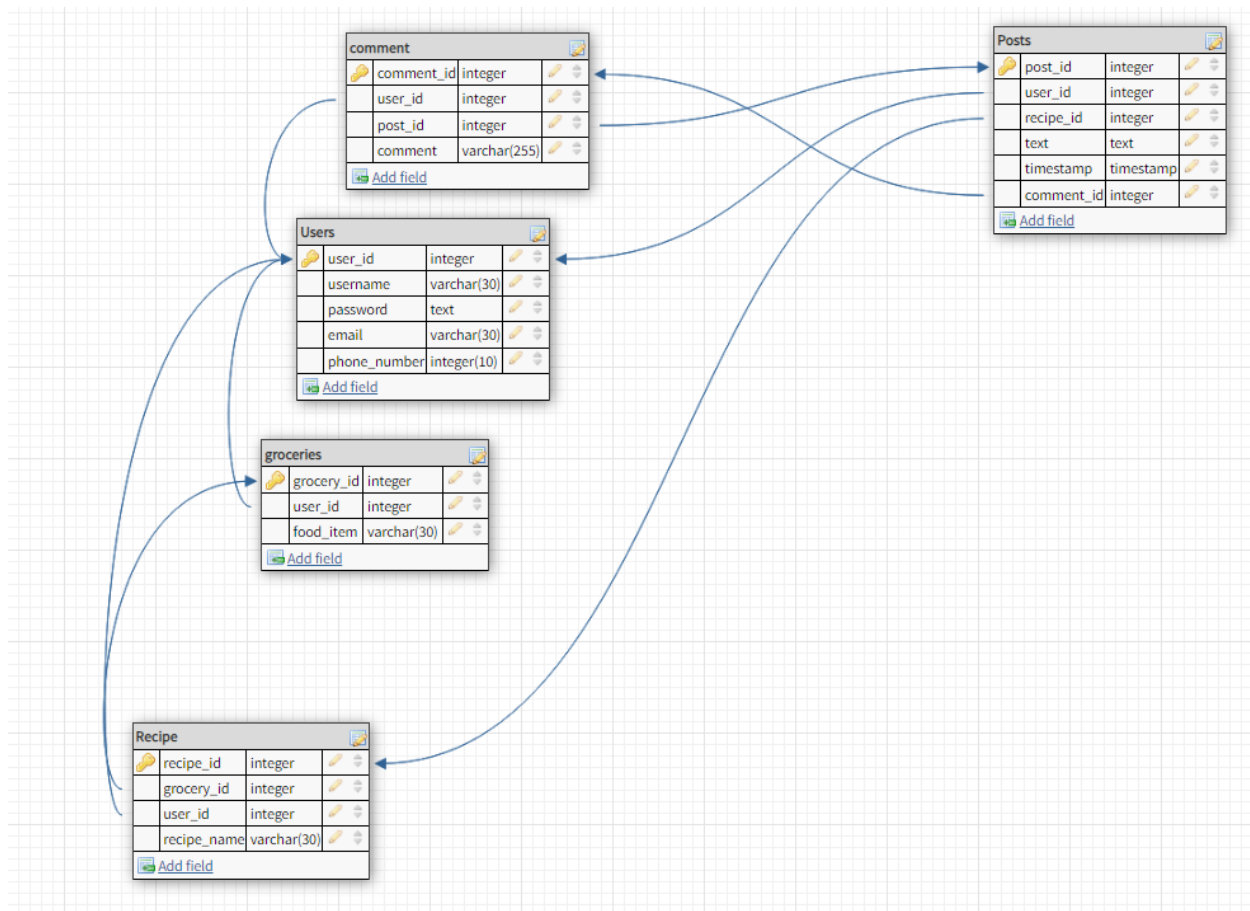 comment
comment_id integer
user_id integer
post_id integer
comment varchar(255)
Add field
Posts
post_id integer
user_id integer
recipe_id integer
text text
timestamp timestamp
comment_id integer
Add field
Users
user_id integer
username varchar(30)
password text
email varchar(30)
phone_number integer(10)
Add field
groceries
grocery_id integer
user_id integer
food_item varchar(30)
Add field
Recipe
recipe_id integer
grocery_id integer
user_id integer
recipe_name varchar(30)
Add field